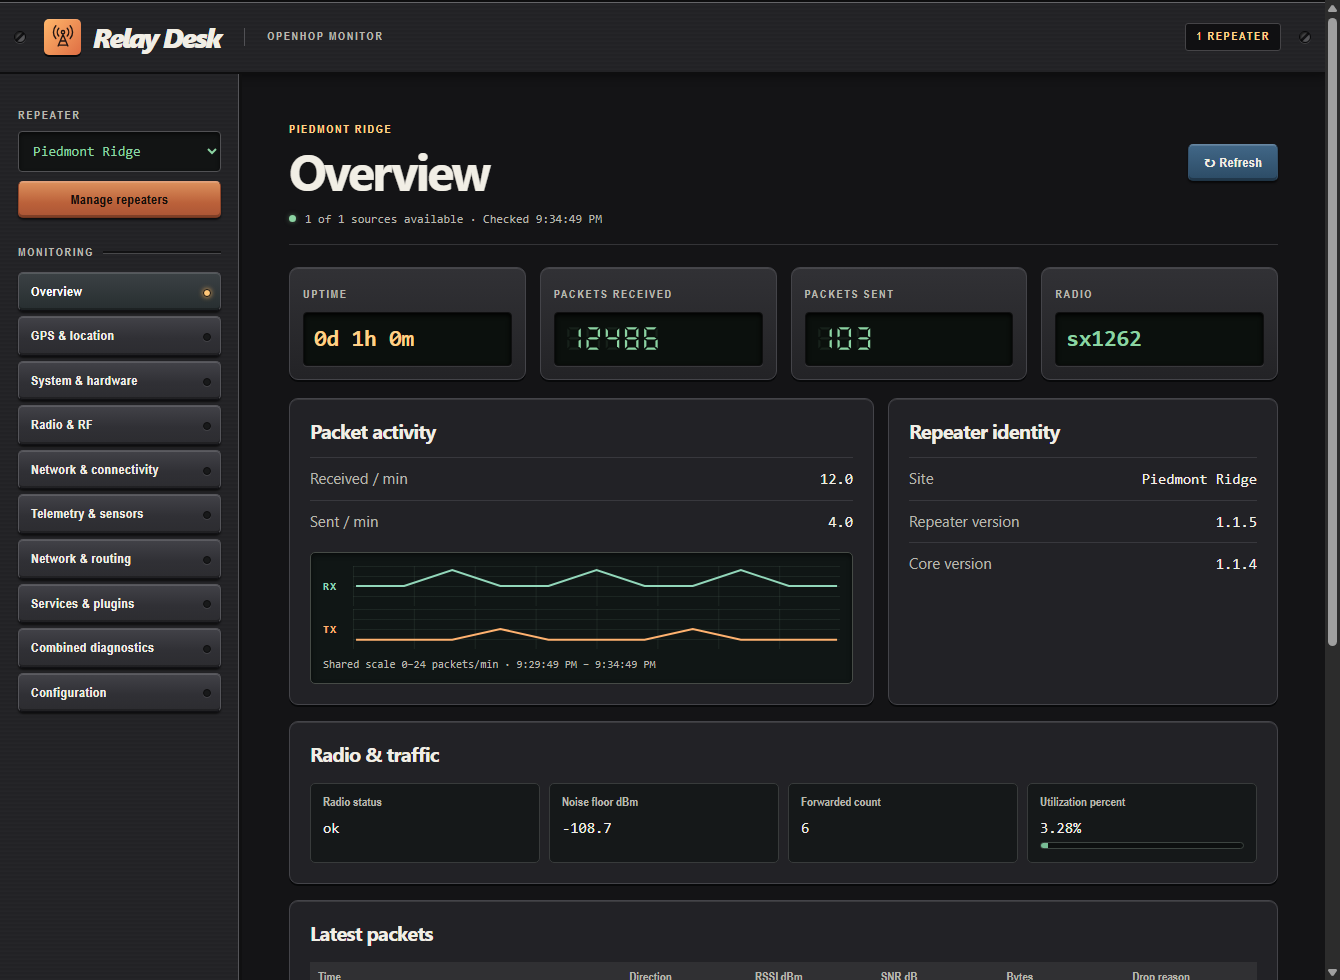 Relay Desk
OPENHOP MONITOR
1 REPEATER
REPEATER
Piedmont Ridge
Manage repeaters
MONITORING
Overview
GPS & location
System & hardware
Radio & RF
Network & connectivity
Telemetry & sensors
Network & routing
Services & plugins
Combined diagnostics
Configuration
PIEDMONT RIDGE
Overview
↻ Refresh
1 of 1 sources available · Checked 9:34:49 PM
UPTIME
0d 1h 0m
PACKETS RECEIVED
12486
PACKETS SENT
103
RADIO
sx1262
Packet activity
Received / min 12.0
Sent / min 4.0
RX
TX
Shared scale 0–24 packets/min · 9:29:49 PM – 9:34:49 PM
Repeater identity
Site Piedmont Ridge
Repeater version 1.1.5
Core version 1.1.4
Radio & traffic
Radio status
ok
Noise floor dBm
-108.7
Forwarded count
6
Utilization percent
3.28%
Latest packets
Time Direction RSSI dBm SNR dB Bytes Drop reason